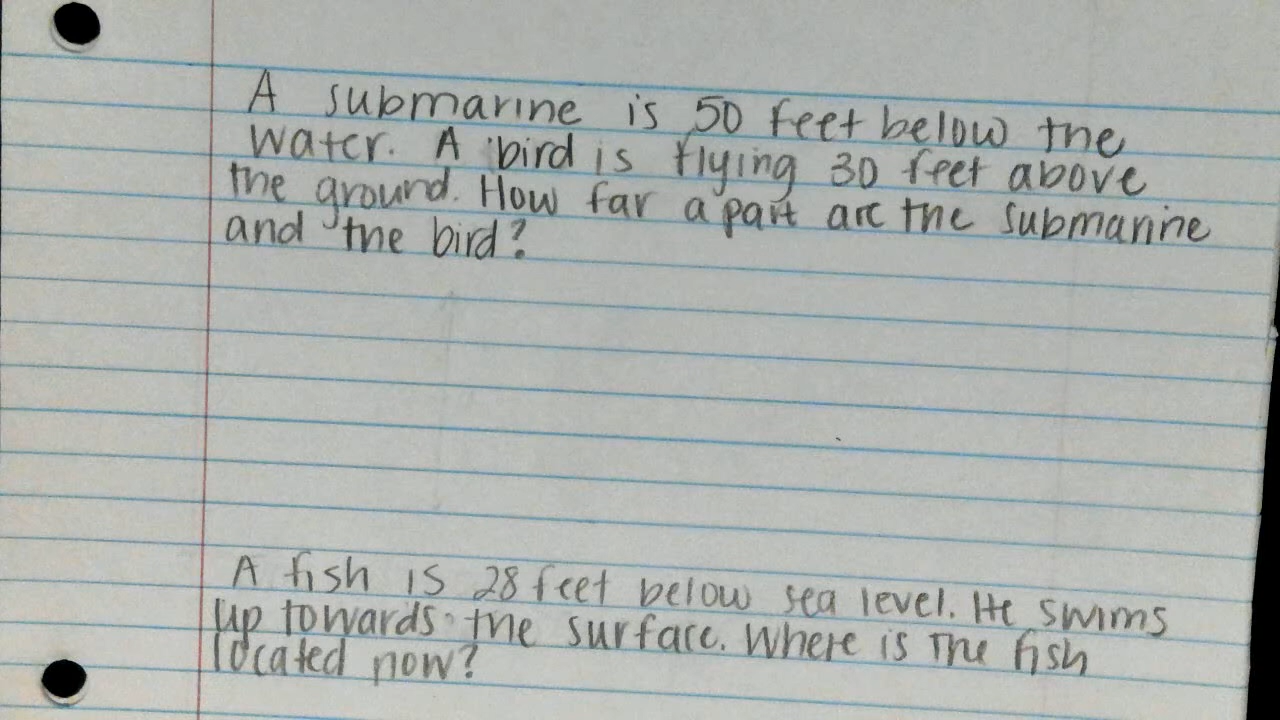 A submarine is 50 feet below the
water. A bird is flying 30 feet above
the ground. How far apart are the submarine
and the bird?
A fish is 28 feet below sea level. He swims
up towards the surface. Where is the fish
located now?